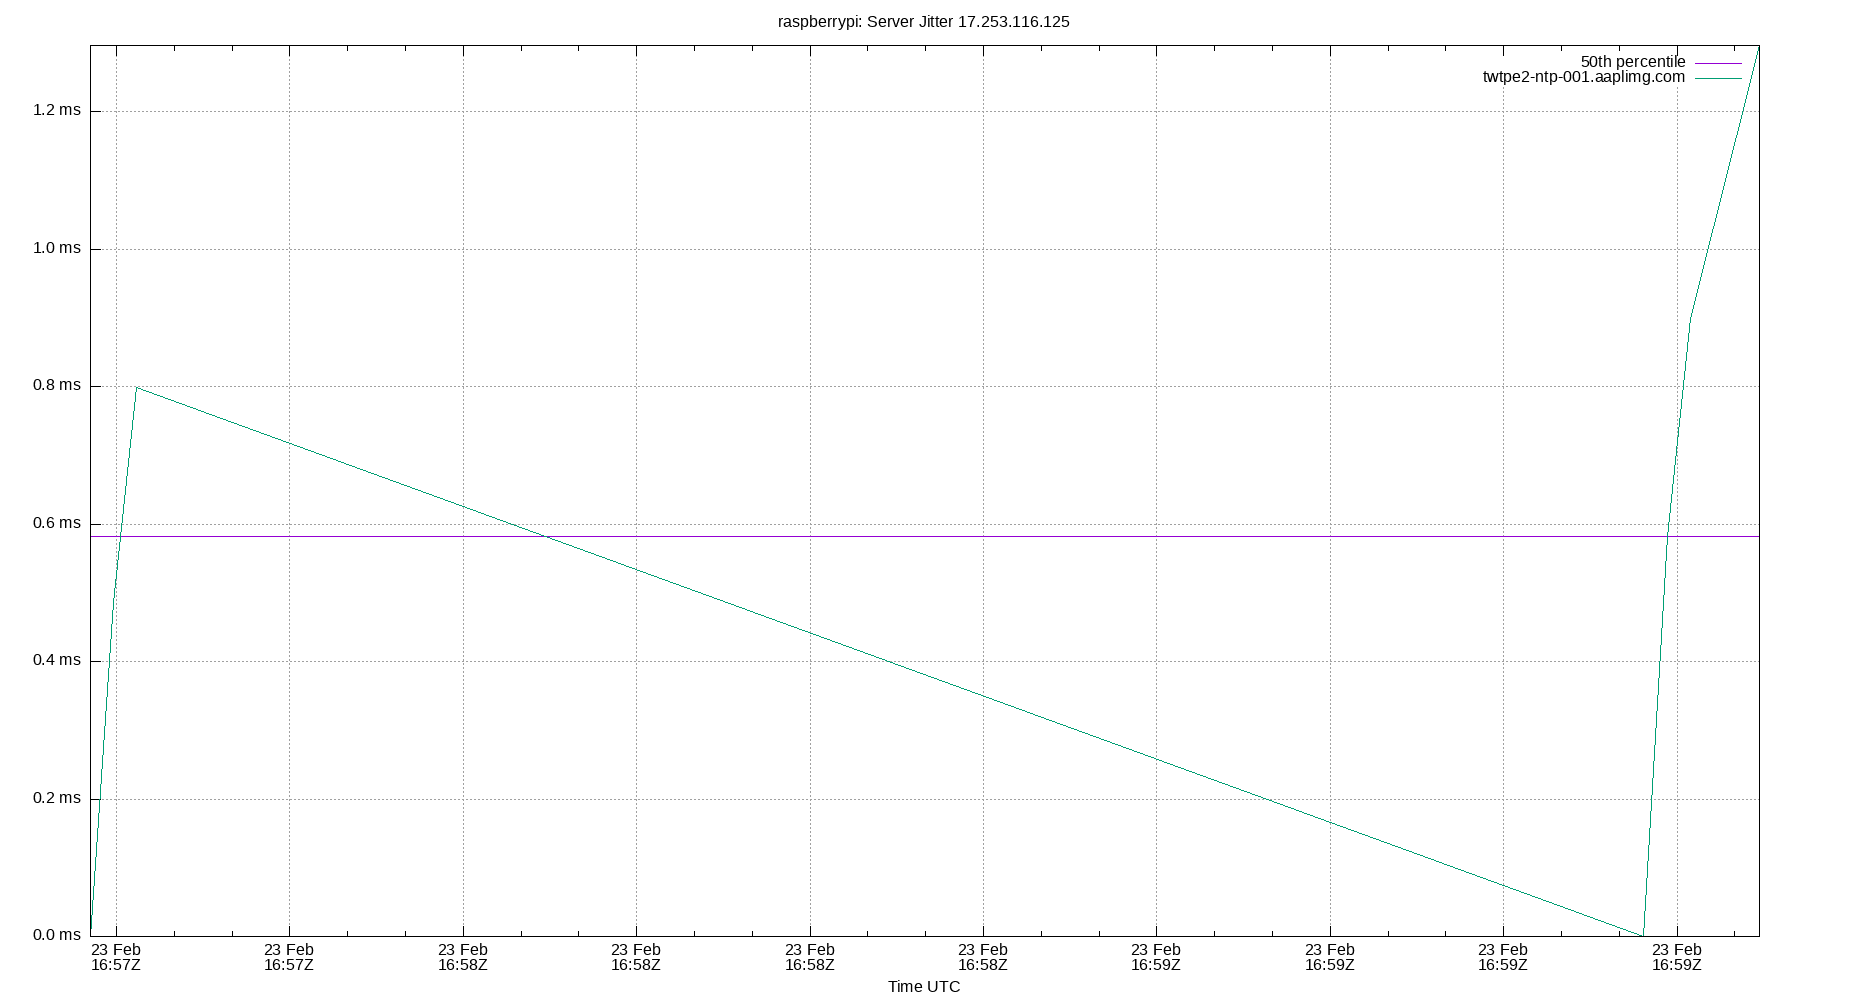 raspberrypi: Server Jitter 17.253.116.125
50th percentile
twtpe2-ntp-001.aaplimg.com
1.2 ms
1.0 ms
0.8 ms
0.6 ms
0.4 ms
0.2 ms
0.0 ms
23 Feb 23 Feb 23 Feb 23 Feb 23 Feb 23 Feb 23 Feb 23 Feb 23 Feb 23 Feb
16:57Z 16:57Z 16:58Z 16:58Z 16:58Z 16:58Z 16:59Z 16:59Z 16:59Z 16:59Z
Time UTC